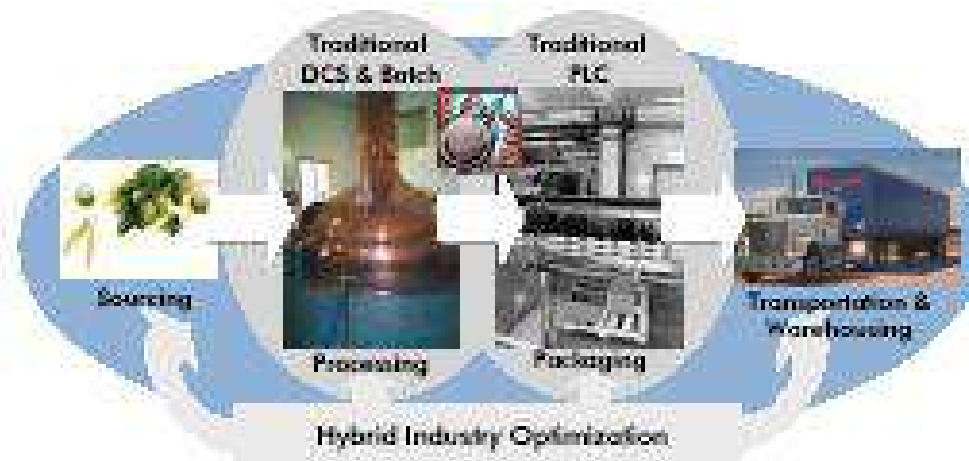 Traditional
DCS & Batch
Traditional
PLC
Sourcing
Processing
Packaging
Transportation &
Warehousing
Hybrid Industry Optimization